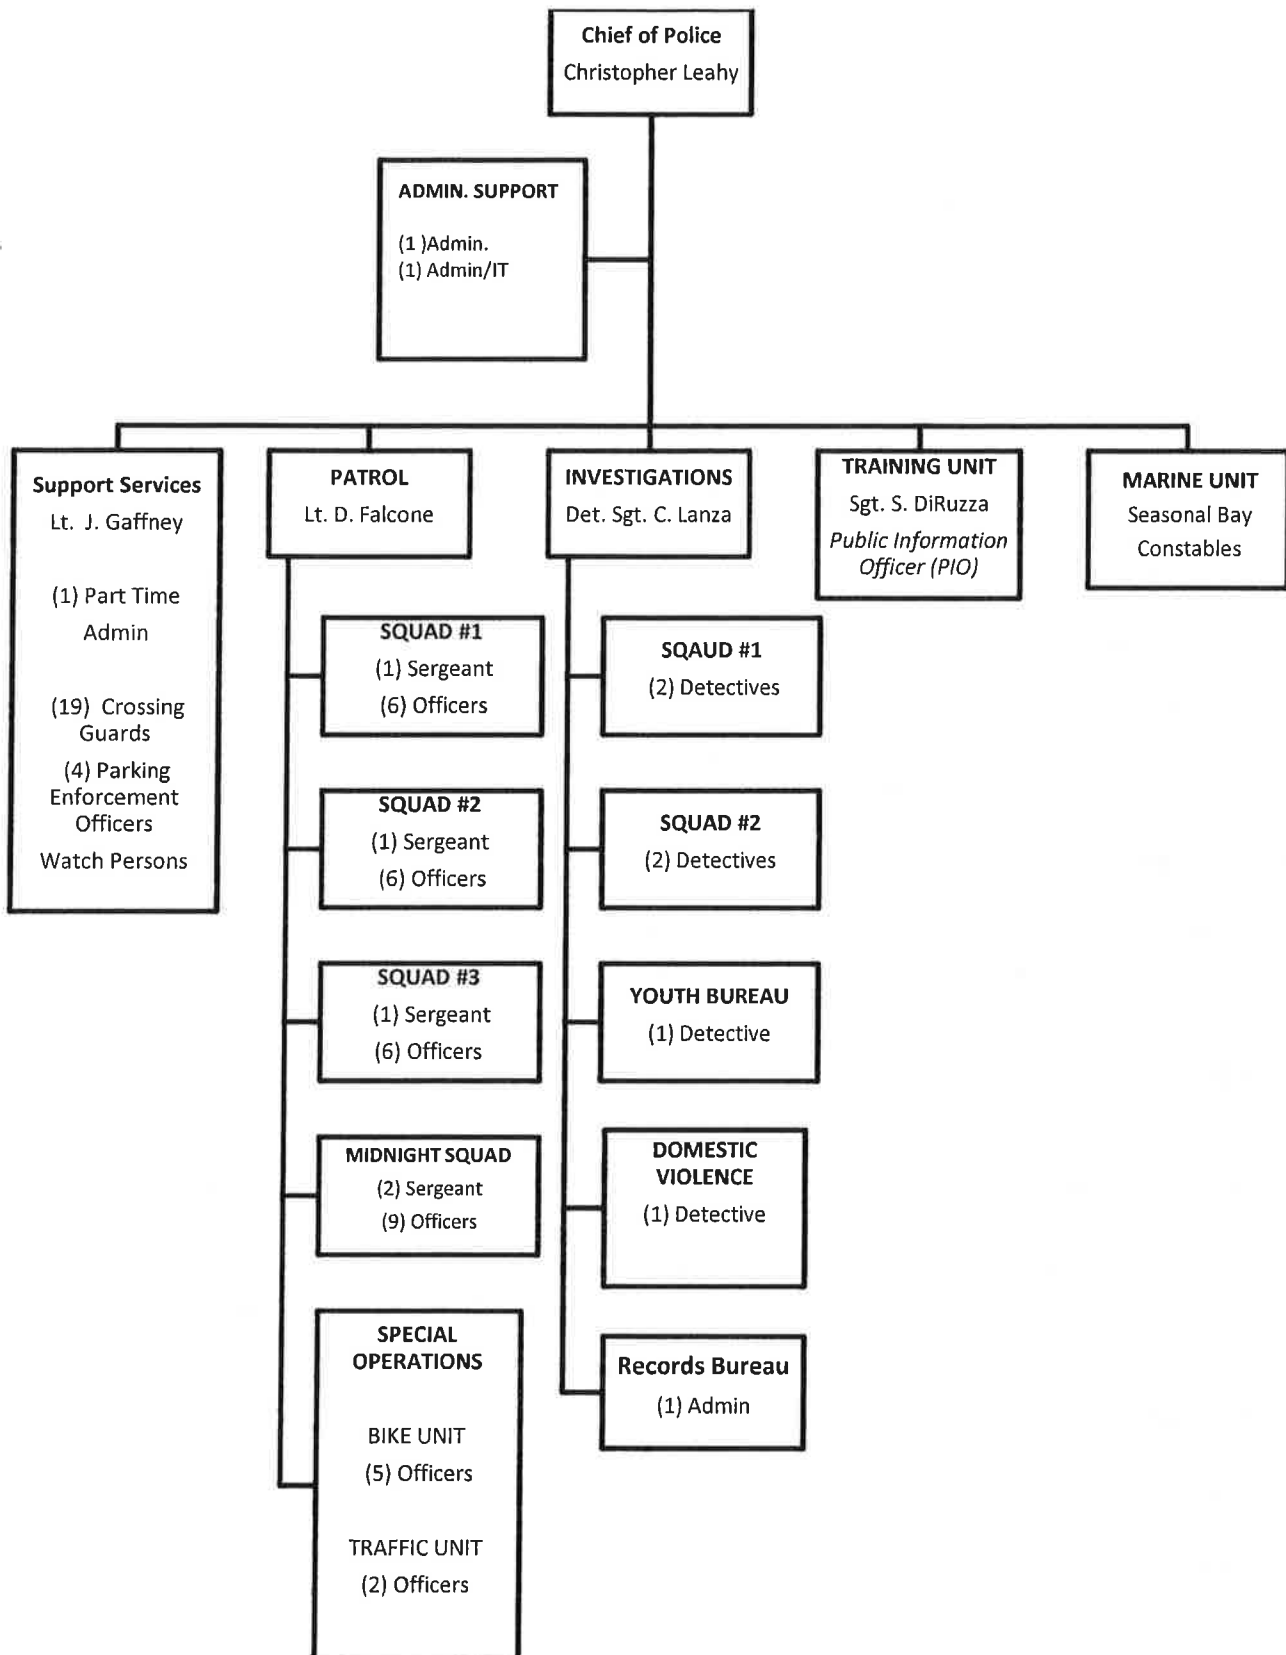 Chief of Police
Christopher Leahy
ADMIN. SUPPORT
(1 )Admin.
(1) Admin/IT
Support Services
Lt. J. Gaffney
(1) Part Time
Admin
(19) Crossing
Guards
(4) Parking
Enforcement
Officers
Watch Persons
PATROL
Lt. D. Falcone
SQUAD #1
(1) Sergeant
(6) Officers
SQUAD #2
(1) Sergeant
(6) Officers
SQUAD #3
(1) Sergeant
(6) Officers
MIDNIGHT SQUAD
(2) Sergeant
(9) Officers
SPECIAL
OPERATIONS
BIKE UNIT
(5) Officers
TRAFFIC UNIT
(2) Officers
INVESTIGATIONS
Det. Sgt. C. Lanza
SQAUD #1
(2) Detectives
SQUAD #2
(2) Detectives
YOUTH BUREAU
(1) Detective
DOMESTIC
VIOLENCE
(1) Detective
Records Bureau
(1) Admin
TRAINING UNIT
Sgt. S. DiRuzza
Public Information
Officer (PIO)
MARINE UNIT
Seasonal Bay
Constables